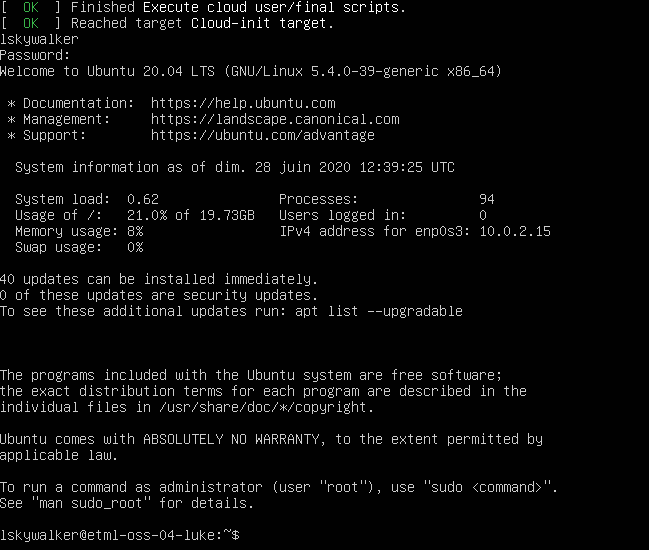 [  OK  ] Finished Execute cloud user/final scripts.
[  OK  ] Reached target Cloud-init target.
lskywalker
Password:
Welcome to Ubuntu 20.04 LTS (GNU/Linux 5.4.0-39-generic x86_64)
 * Documentation:  https://help.ubuntu.com
 * Management:     https://landscape.canonical.com
 * Support:        https://ubuntu.com/advantage
  System information as of dim. 28 juin 2020 12:39:25 UTC
  System load:  0.62               Processes:               94
  Usage of /:   21.0% of 19.73GB   Users logged in:         0
  Memory usage: 8%                 IPv4 address for enp0s3: 10.0.2.15
  Swap usage:   0%
40 updates can be installed immediately.
0 of these updates are security updates.
To see these additional updates run: apt list --upgradable
The programs included with the Ubuntu system are free software;
the exact distribution terms for each program are described in the
individual files in /usr/share/doc/*/copyright.
Ubuntu comes with ABSOLUTELY NO WARRANTY, to the extent permitted by
applicable law.
To run a command as administrator (user "root"), use "sudo <command>".
See "man sudo_root" for details.
lskywalker@etml-oss-04-luke:~$